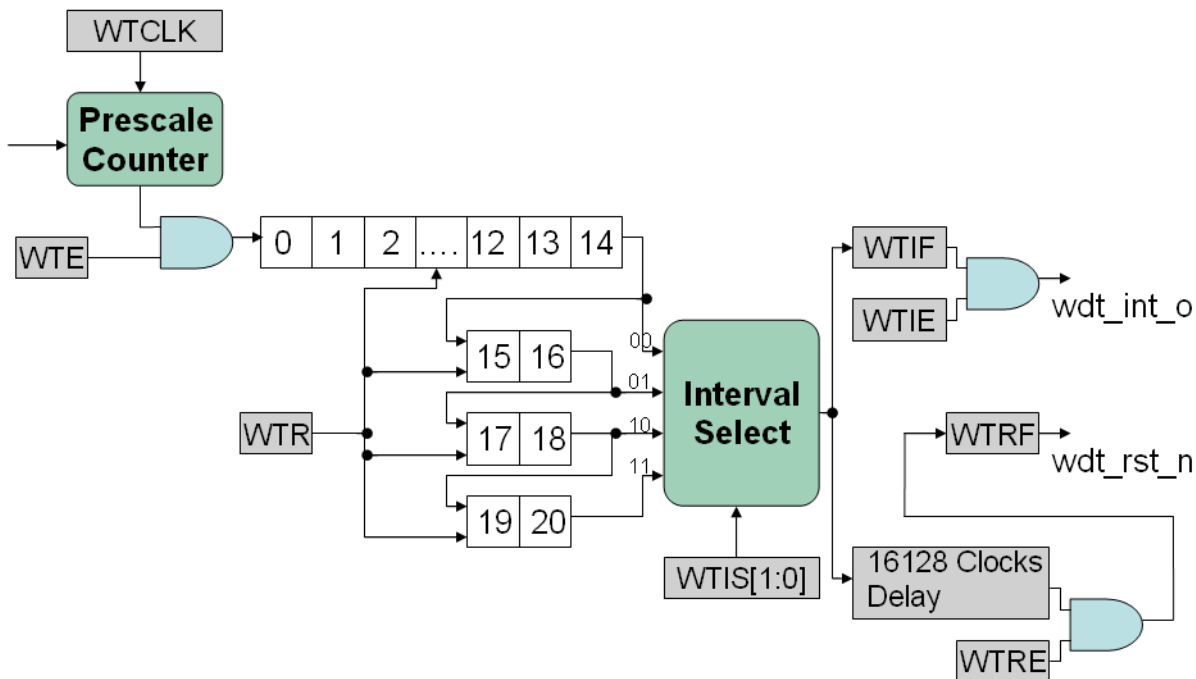 WTCLK
Prescale
Counter
WTE
0 1 2 .... 12 13 14
WTIF
WTIE
wdt_int_o
15 16
00
01
17 18
10
11
19 20
WTR
Interval
Select
WTRF
wdt_rst_n
WTIS[1:0]
16128 Clocks
Delay
WTRE